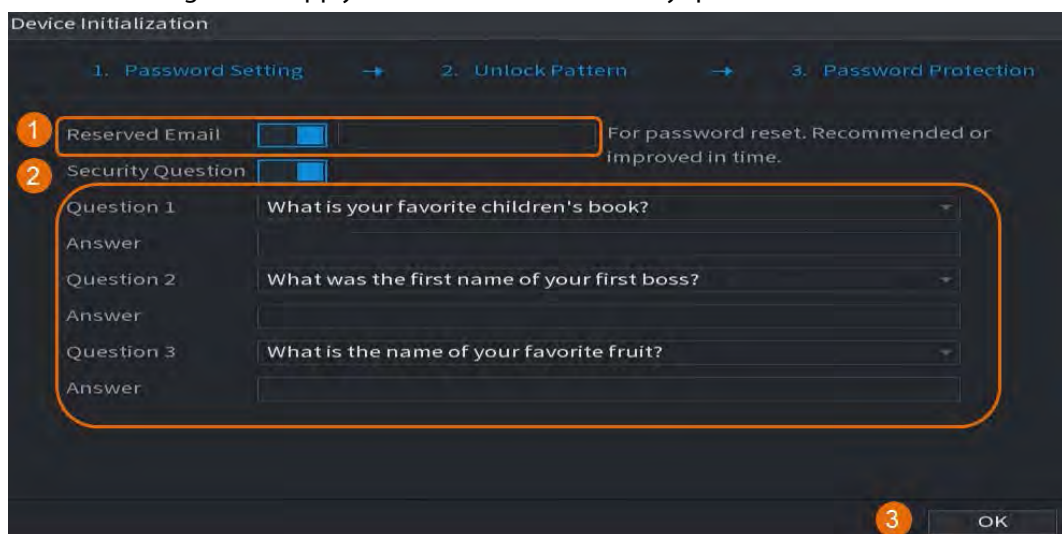 Device Initialization
1. Password Setting → 2. Unlock Pattern → 3. Password Protection
1 Reserved Email For password reset. Recommended or
improved in time.
2 Security Question
Question 1 What is your favorite children's book?
Answer
Question 2 What was the first name of your first boss?
Answer
Question 3 What is the name of your favorite fruit?
Answer
3 OK